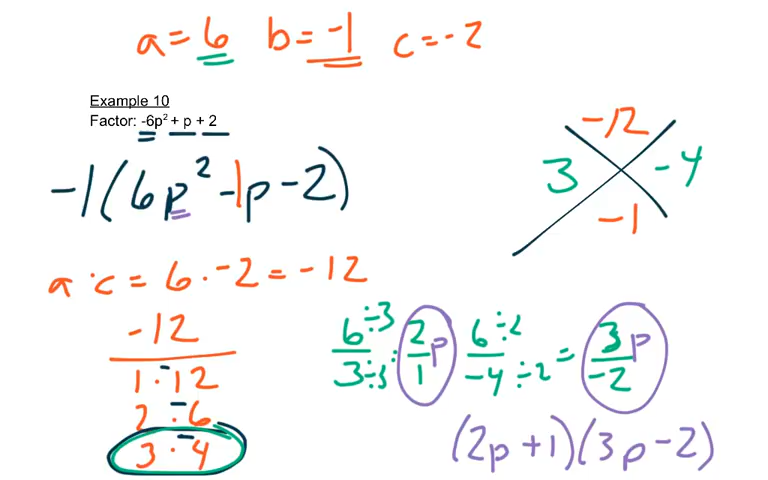 a = 6 b = -1 c = -2
Example 10
Factor: -6p² + p + 2
-1(6p² - 1p - 2)
-12
3 -4
-1
a · c = 6 · -2 = -12
-12
1 · -12
2 · -6
3 · -4
6 ÷3 / 3 ÷3 : 2/1 p 6 ÷2 / -4 ÷2 = 3/-2 p
(2p + 1)(3p - 2)